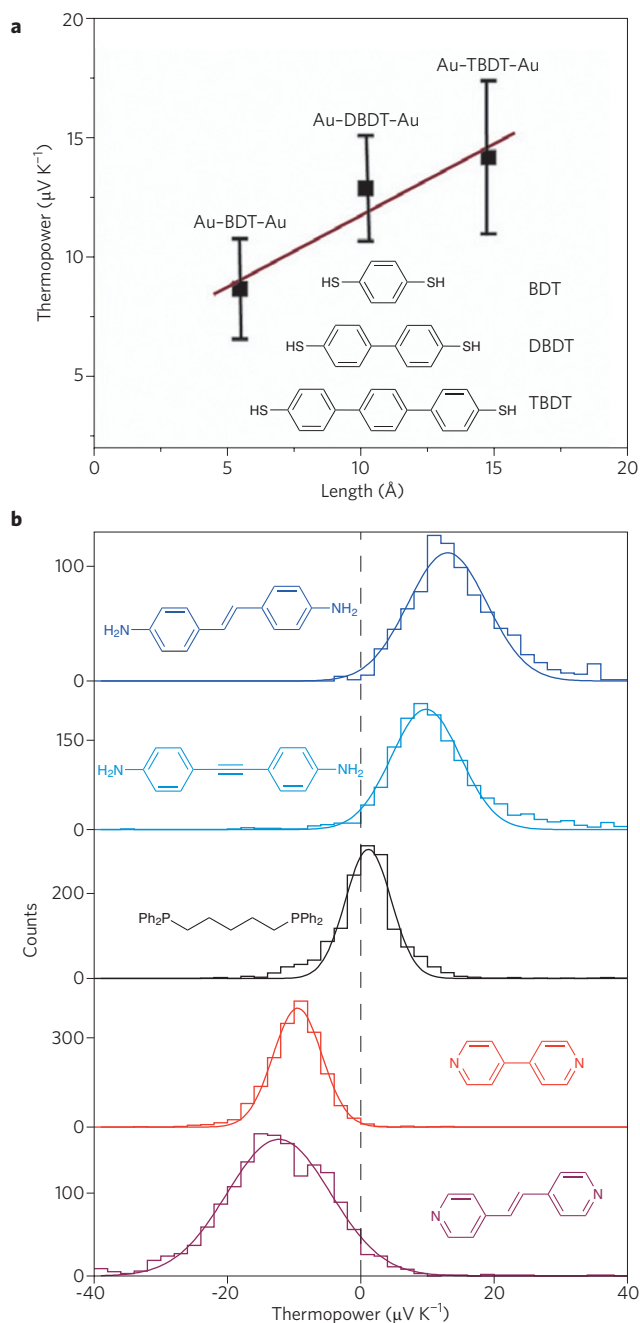 a
20
15
10
5
Thermopower (μV K⁻¹)
Au–TBDT–Au
Au–DBDT–Au
Au–BDT–Au
HS
SH
BDT
HS
SH
DBDT
HS
SH
TBDT
0
5
10
15
20
Length (Å)
b
100
0
H₂N
NH₂
150
0
H₂N
NH₂
200
0
Ph₂P
PPh₂
300
0
N
N
100
0
N
N
Counts
-40
-20
0
20
40
Thermopower (μV K⁻¹)